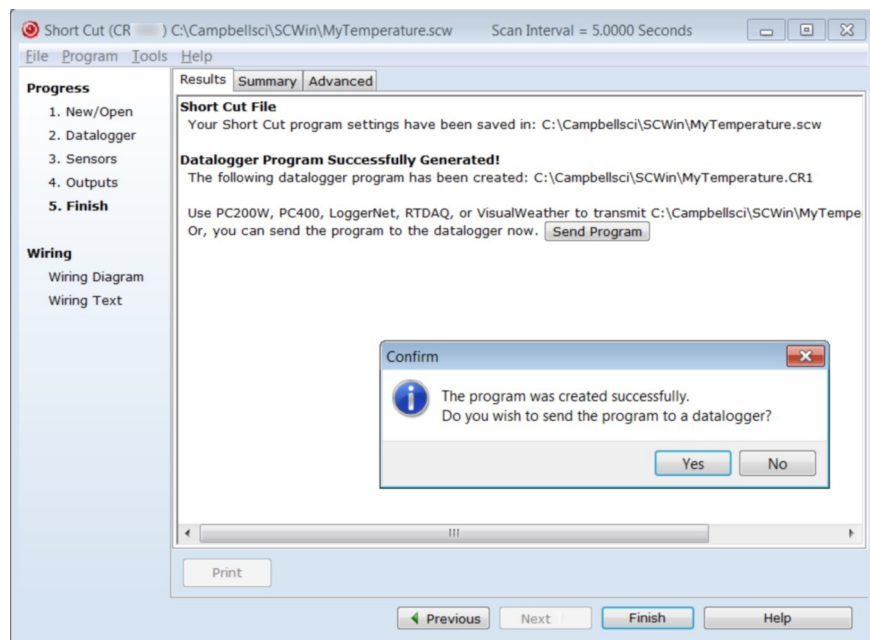 Short Cut (CR ) C:\Campbellsci\SCWin\MyTemperature.scw Scan Interval = 5.0000 Seconds
File Program Tools Help
Progress
1. New/Open
2. Datalogger
3. Sensors
4. Outputs
5. Finish
Wiring
Wiring Diagram
Wiring Text
Results Summary Advanced
Short Cut File
Your Short Cut program settings have been saved in: C:\Campbellsci\SCWin\MyTemperature.scw
Datalogger Program Successfully Generated!
The following datalogger program has been created: C:\Campbellsci\SCWin\MyTemperature.CR1
Use PC200W, PC400, LoggerNet, RTDAQ, or VisualWeather to transmit C:\Campbellsci\SCWin\MyTempe
Or, you can send the program to the datalogger now. Send Program
Confirm
The program was created successfully.
Do you wish to send the program to a datalogger?
Yes No
Print
Previous Next Finish Help